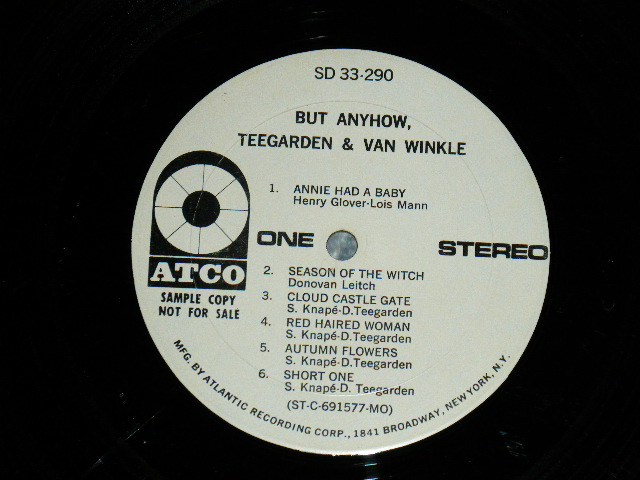 SD 33-290
BUT ANYHOW,
TEEGARDEN & VAN WINKLE
1. ANNIE HAD A BABY
Henry Glover-Lois Mann
ONE
STEREO
ATCO
SAMPLE COPY
NOT FOR SALE
2. SEASON OF THE WITCH
Donovan Leitch
3. CLOUD CASTLE GATE
S. Knapé-D.Teegarden
4. RED HAIRED WOMAN
S. Knapé-D.Teegarden
5. AUTUMN FLOWERS
S. Knapé-D.Teegarden
6. SHORT ONE
S. Knapé-D. Teegarden
(ST-C-691577-MO)
MFG. BY ATLANTIC RECORDING CORP., 1841 BROADWAY, NEW YORK, N.Y.